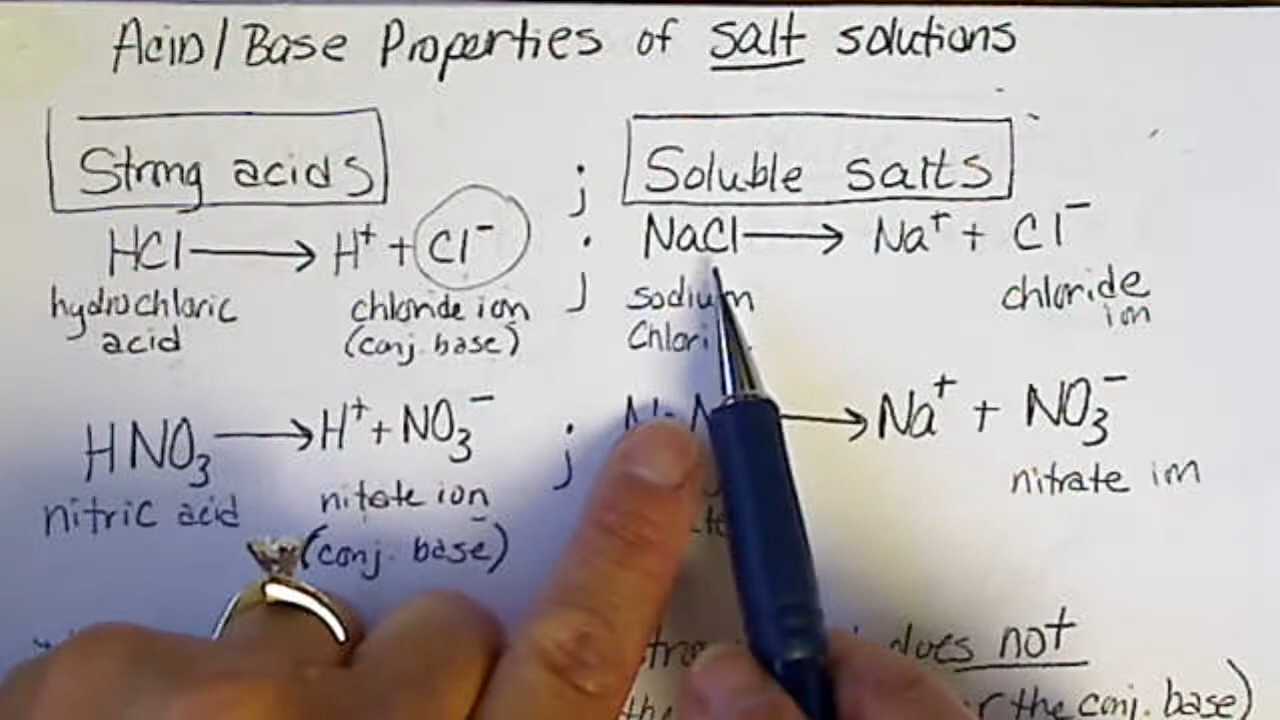 Acid/Base Properties of salt solutions
Strong acids ; Soluble salts
HCl → H⁺ + Cl⁻ ; NaCl → Na⁺ + Cl⁻
hydrochloric acid
chloride ion
(conj. base)
sodium
chloride
ion
HNO₃ → H⁺ + NO₃⁻ ; → Na⁺ + NO₃⁻
nitric acid
nitrate ion
(conj. base)
nitrate ion
does not
the conj. base)